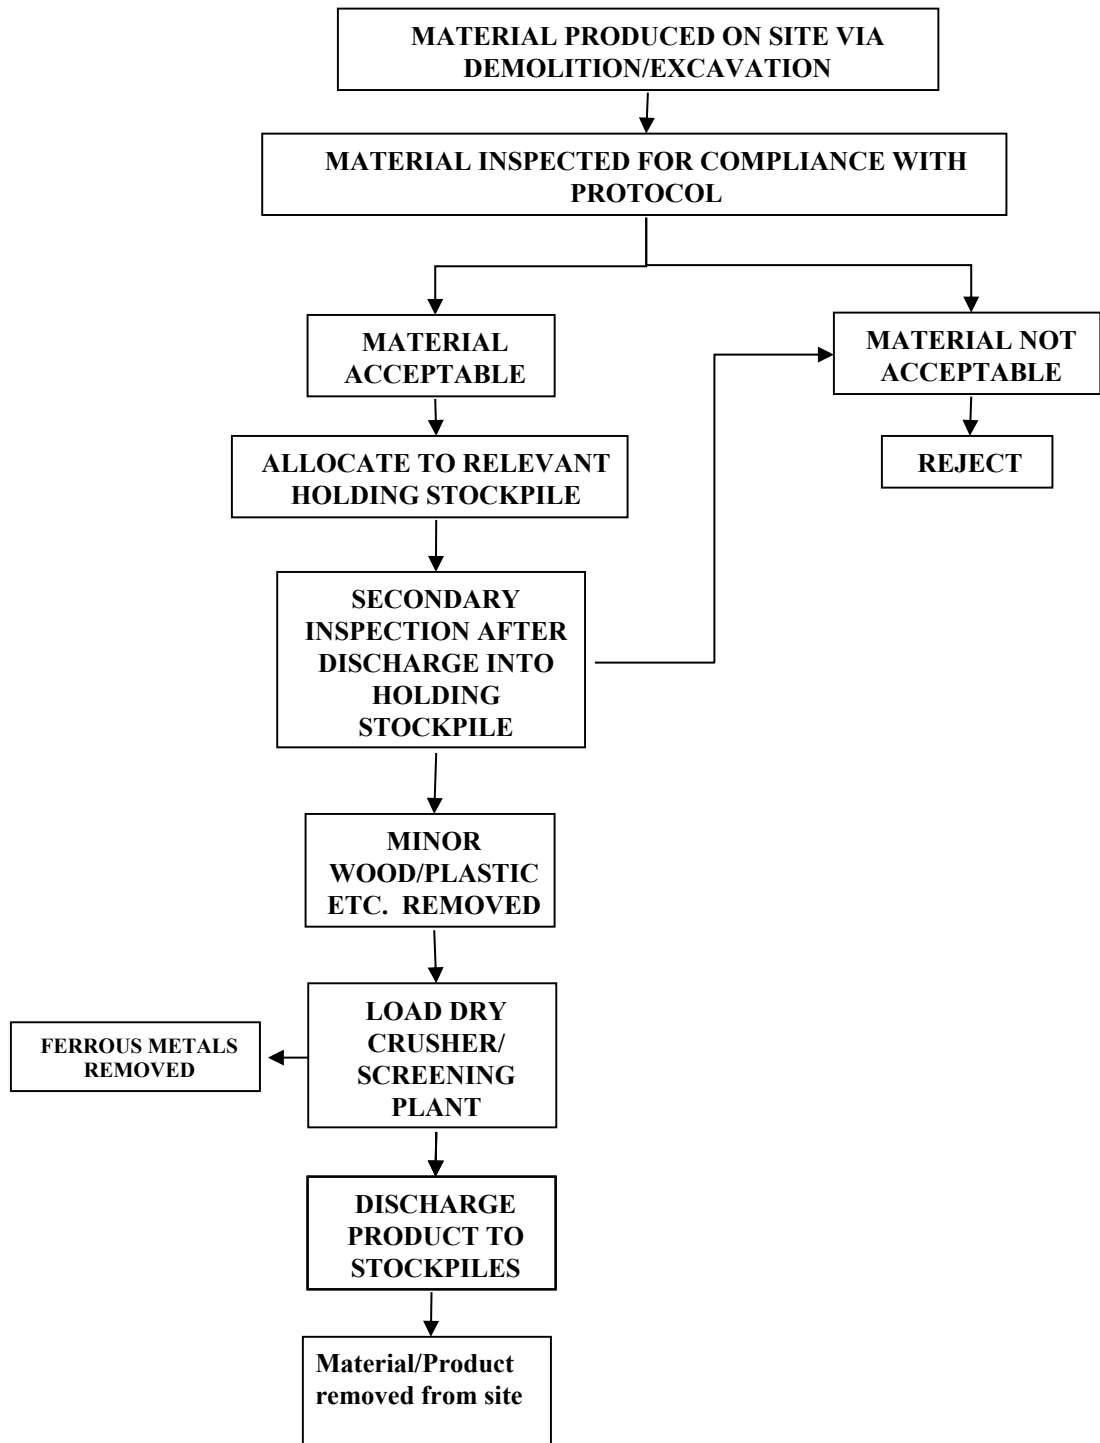 MATERIAL PRODUCED ON SITE VIA
DEMOLITION/EXCAVATION
MATERIAL INSPECTED FOR COMPLIANCE WITH
PROTOCOL
MATERIAL
ACCEPTABLE
MATERIAL NOT
ACCEPTABLE
ALLOCATE TO RELEVANT
HOLDING STOCKPILE
REJECT
SECONDARY
INSPECTION AFTER
DISCHARGE INTO
HOLDING
STOCKPILE
MINOR
WOOD/PLASTIC
ETC. REMOVED
LOAD DRY
CRUSHER/
SCREENING
PLANT
FERROUS METALS
REMOVED
DISCHARGE
PRODUCT TO
STOCKPILES
Material/Product
removed from site